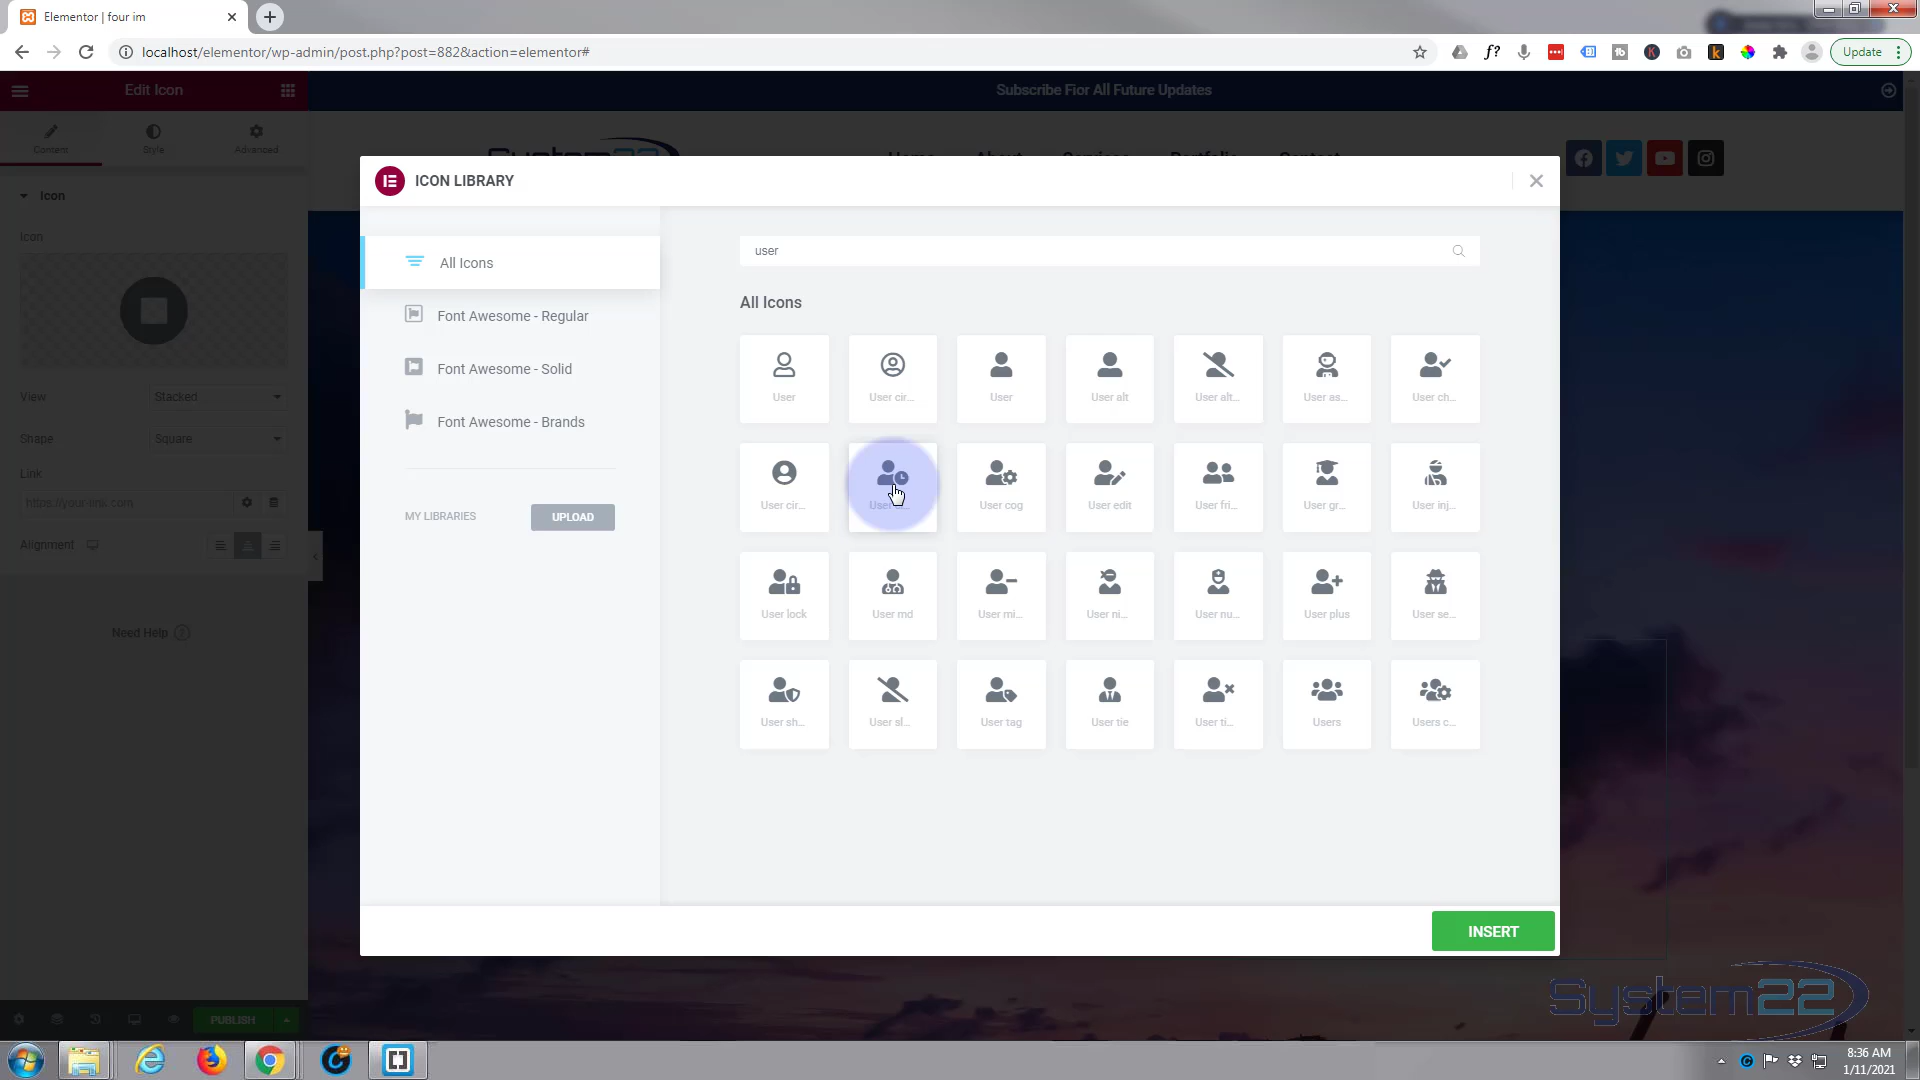 Elementor | four im
localhost/elementor/wp-admin/post.php?post=882&action=elementor#
f?
Update
Edit Icon
Subscribe Fior All Future Updates
Content
Style
Advanced
System22
Home
About
Services
Portfolio
Contact
ICON LIBRARY
Icon
Icon
View
Stacked
Shape
Square
Link
https://your-link.com
Alignment
Need Help
PUBLISH
All Icons
Font Awesome - Regular
Font Awesome - Solid
Font Awesome - Brands
MY LIBRARIES
UPLOAD
user
All Icons
User
User cir...
User
User alt
User alt...
User as...
User ch...
User cir...
User cog
User edit
User fri...
User gr...
User inj...
User lock
User md
User mi...
User ni...
User nu...
User plus
User se...
User sh...
User sl...
User tag
User tie
User ti...
Users
Users c...
INSERT
System22
8:36 AM
1/11/2021